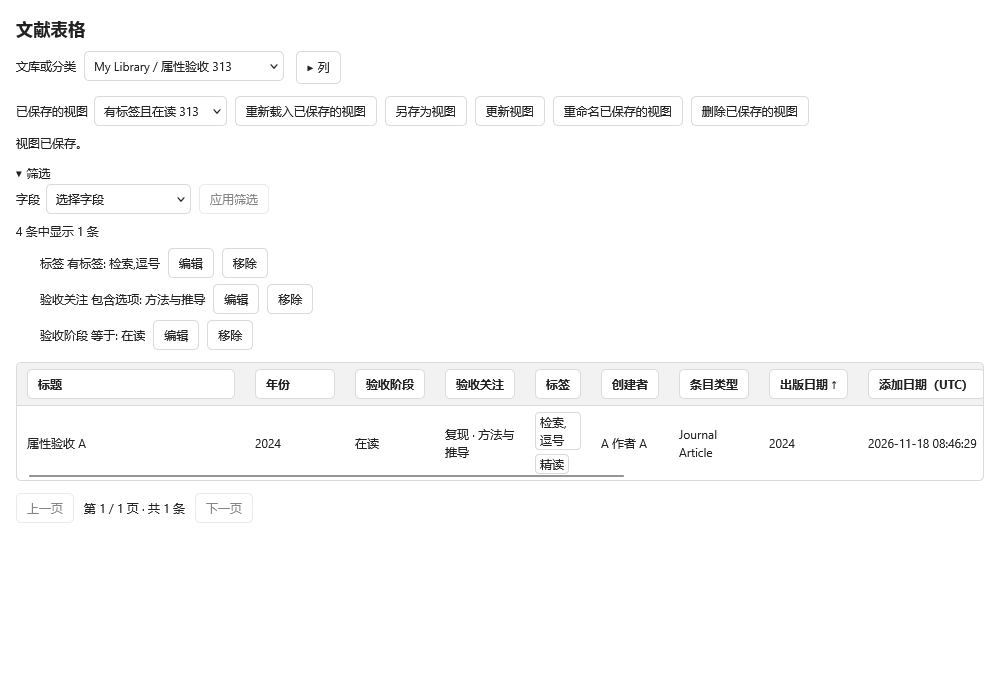 文献表格
文库或分类 My Library / 属性验收 313 ▸ 列
已保存的视图 有标签且在读 313 重新载入已保存的视图 另存为视图 更新视图 重命名已保存的视图 删除已保存的视图
视图已保存。
▾ 筛选
字段 选择字段 应用筛选
4 条中显示 1 条
标签 有标签: 检索,逗号 编辑 移除
验收关注 包含选项: 方法与推导 编辑 移除
验收阶段 等于: 在读 编辑 移除
标题 年份 验收阶段 验收关注 标签 创建者 条目类型 出版日期 ↑ 添加日期（UTC）
属性验收 A 2024 在读 复现 · 方法与推导 检索,逗号 精读 A 作者 A Journal Article 2024 2026-11-18 08:46:29
上一页 第 1 / 1 页 · 共 1 条 下一页